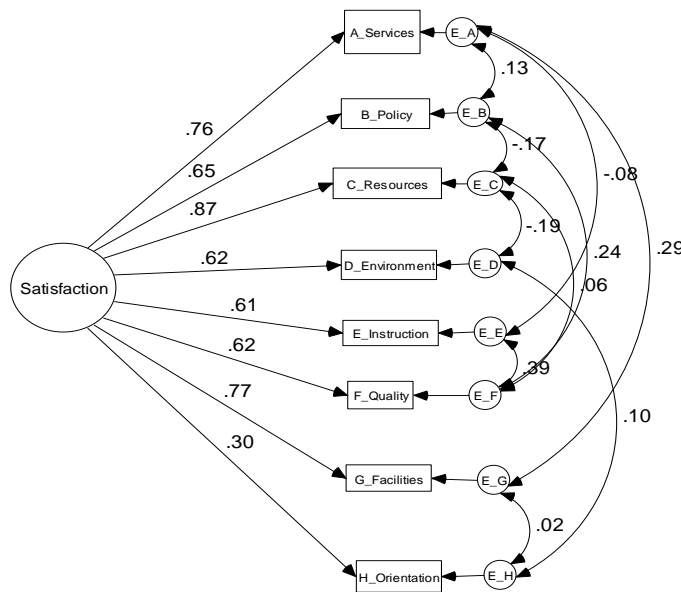 A_Services
E_A
.13
.76
B_Policy
E_B
.65
-.17
-.08
C_Resources
E_C
.87
-.19
.24
.29
.62
D_Environment
E_D
.06
Satisfaction
.61
E_Instruction
E_E
.62
.39
F_Quality
E_F
.77
.10
.30
G_Facilities
E_G
.02
H_Orientation
E_H